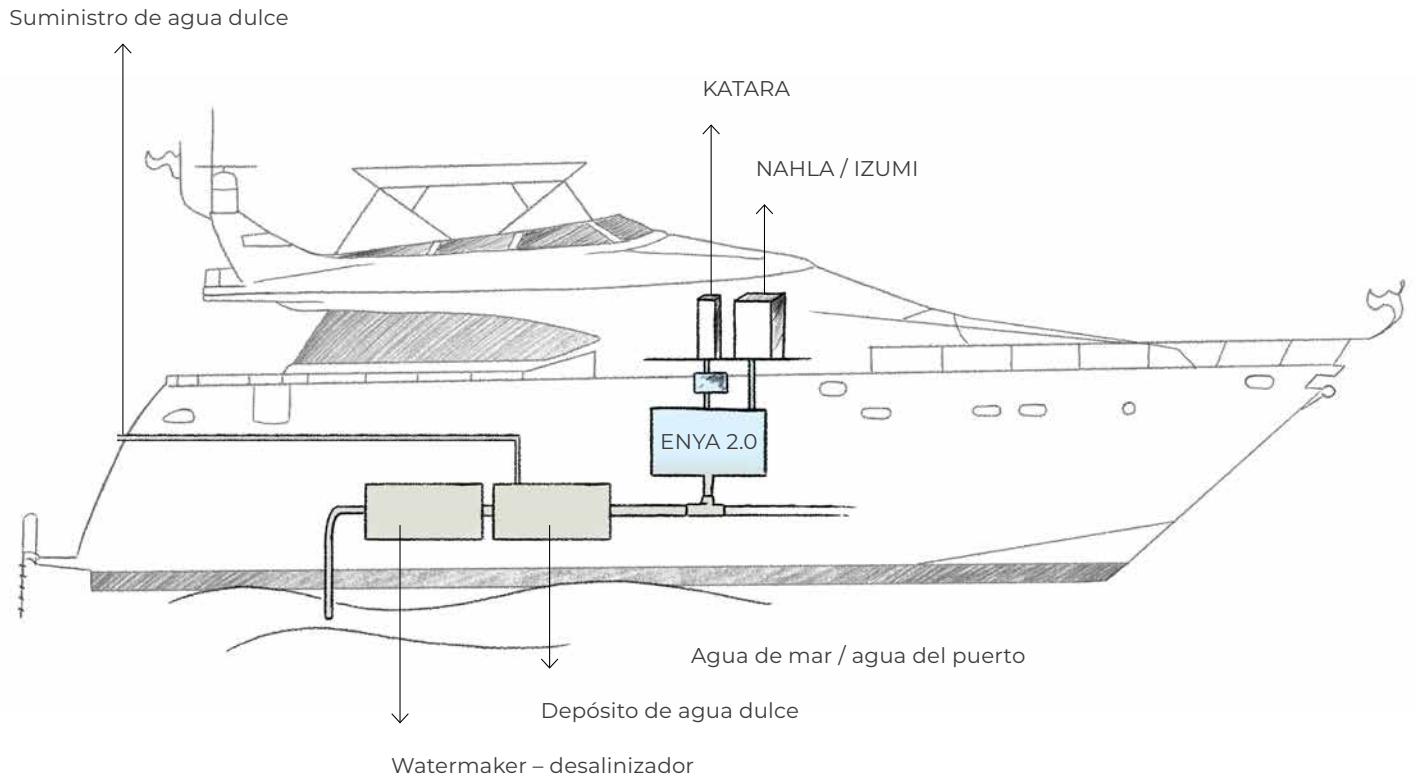 Suministro de agua dulce
KATARA
NAHLA / IZUMI
ENYA 2.0
Agua de mar / agua del puerto
Depósito de agua dulce
Watermaker – desalinizador